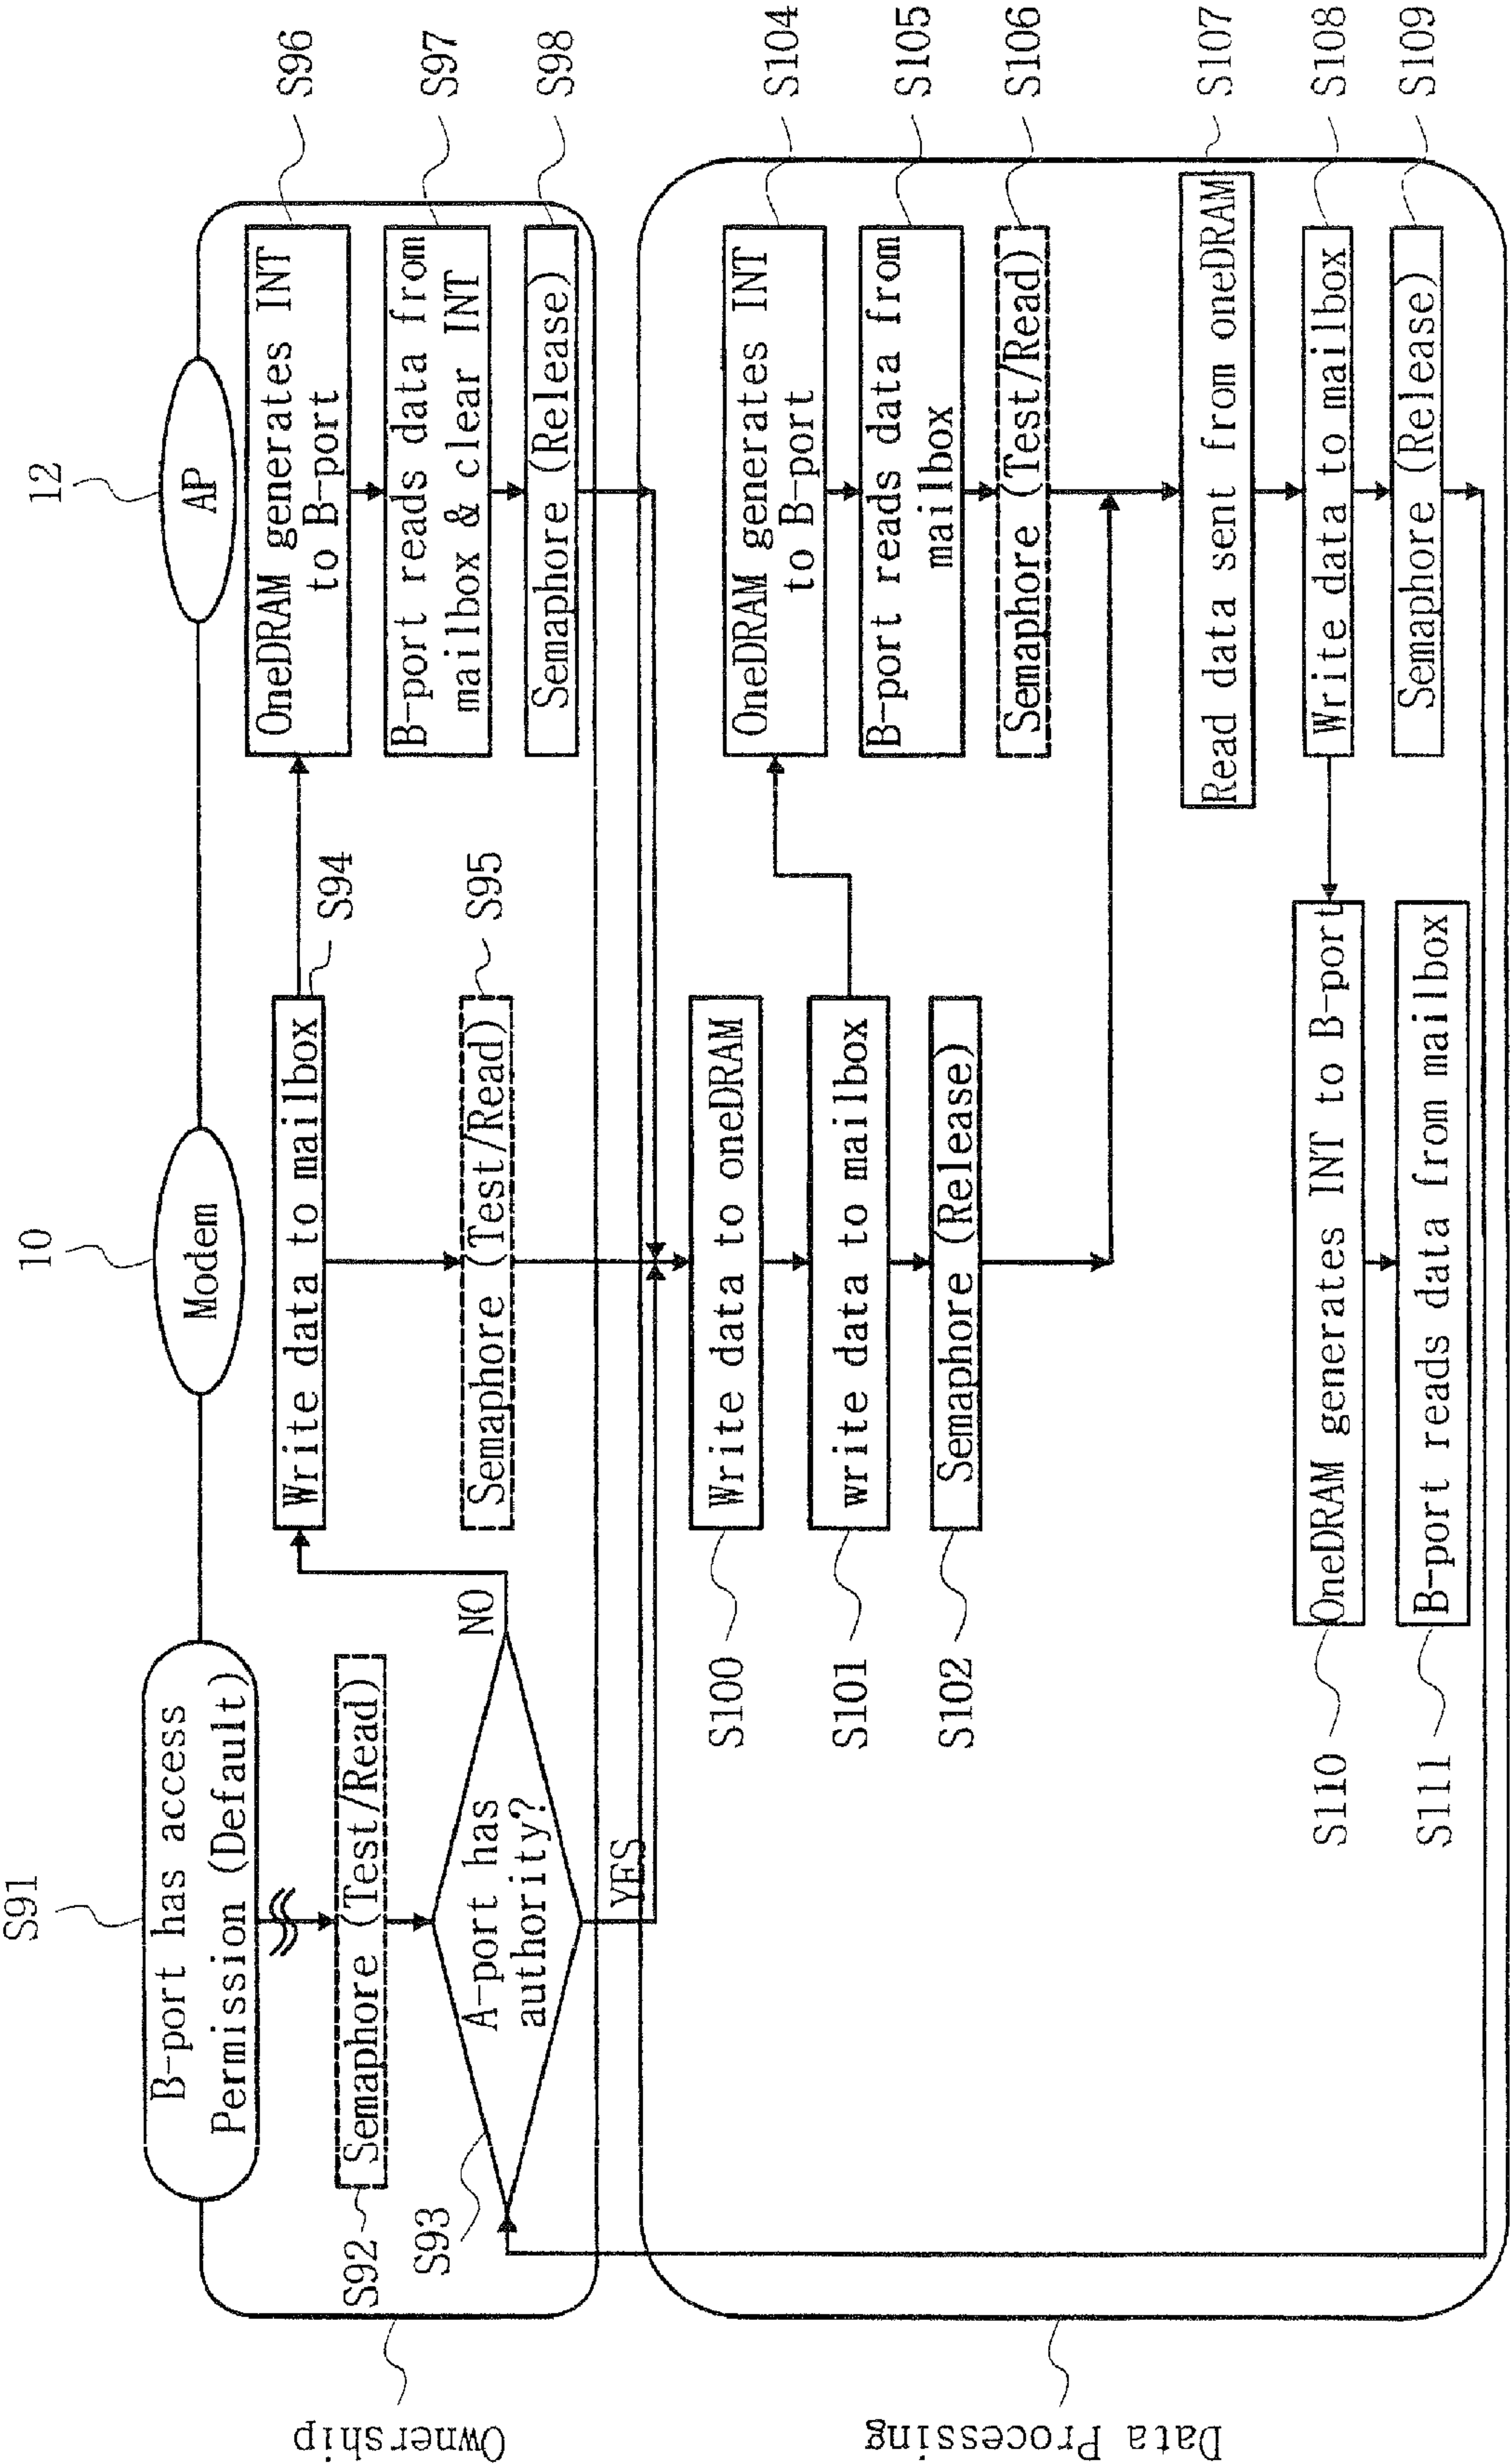 S91
10
12
B-port has access
Permission (Default)
Modem
AP
S92
Semaphore (Test/Read)
S93
A-port has
authority?
NO
YES
Write data to mailbox
S94
Semaphore (Test/Read)
S95
OneDRAM generates INT
to B-port
S96
B-port reads data from
mailbox & clear INT
S97
Semaphore (Release)
S98
Ownership
S100
Write data to oneDRAM
S101
write data to mailbox
S102
Semaphore (Release)
OneDRAM generates INT
to B-port
S104
B-port reads data from
mailbox
S105
Semaphore (Test/Read)
S106
Read data sent from oneDRAM
S107
Write data to mailbox
S108
Semaphore (Release)
S109
S110
OneDRAM generates INT to B-port
S111
B-port reads data from mailbox
Data Processing